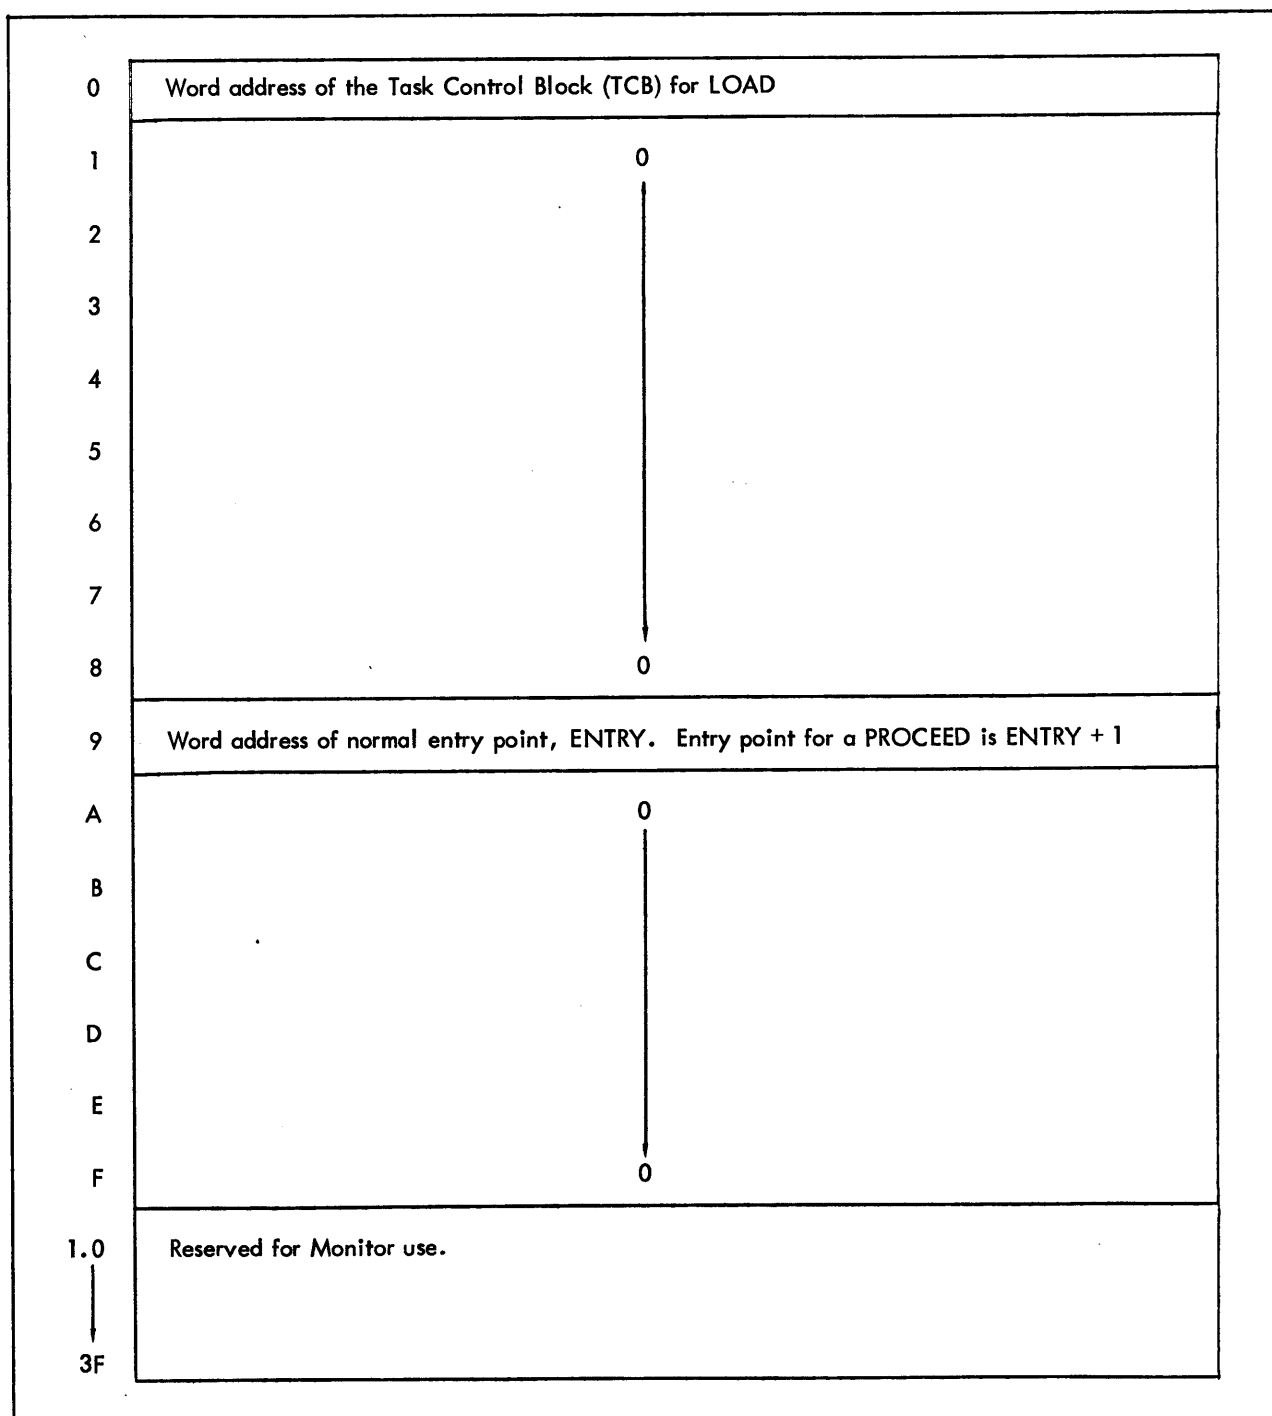 0 Word address of the Task Control Block (TCB) for LOAD
1 0
2
3
4
5
6
7
8 0
9 Word address of normal entry point, ENTRY. Entry point for a PROCEED is ENTRY + 1
A 0
B
C
D
E
F 0
1.0 Reserved for Monitor use.
3F